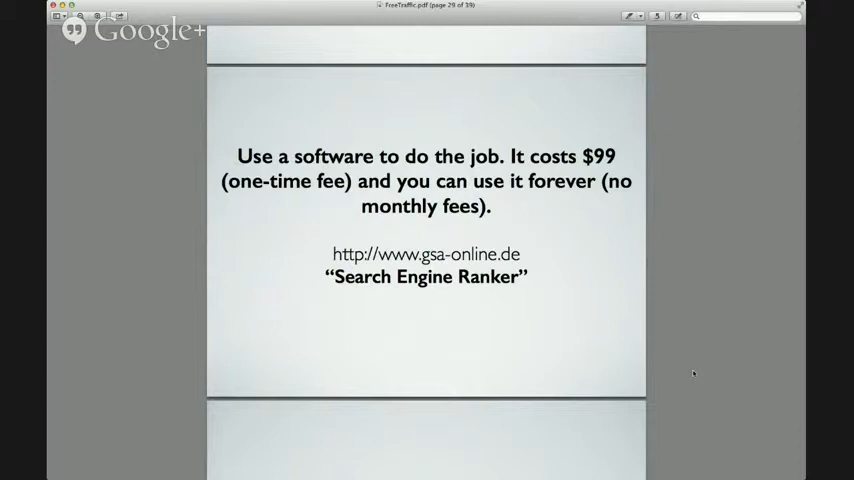 FreeTraffic.pdf (page 29 of 39)
Google+
Use a software to do the job. It costs $99
(one-time fee) and you can use it forever (no
monthly fees).
http://www.gsa-online.de
“Search Engine Ranker”